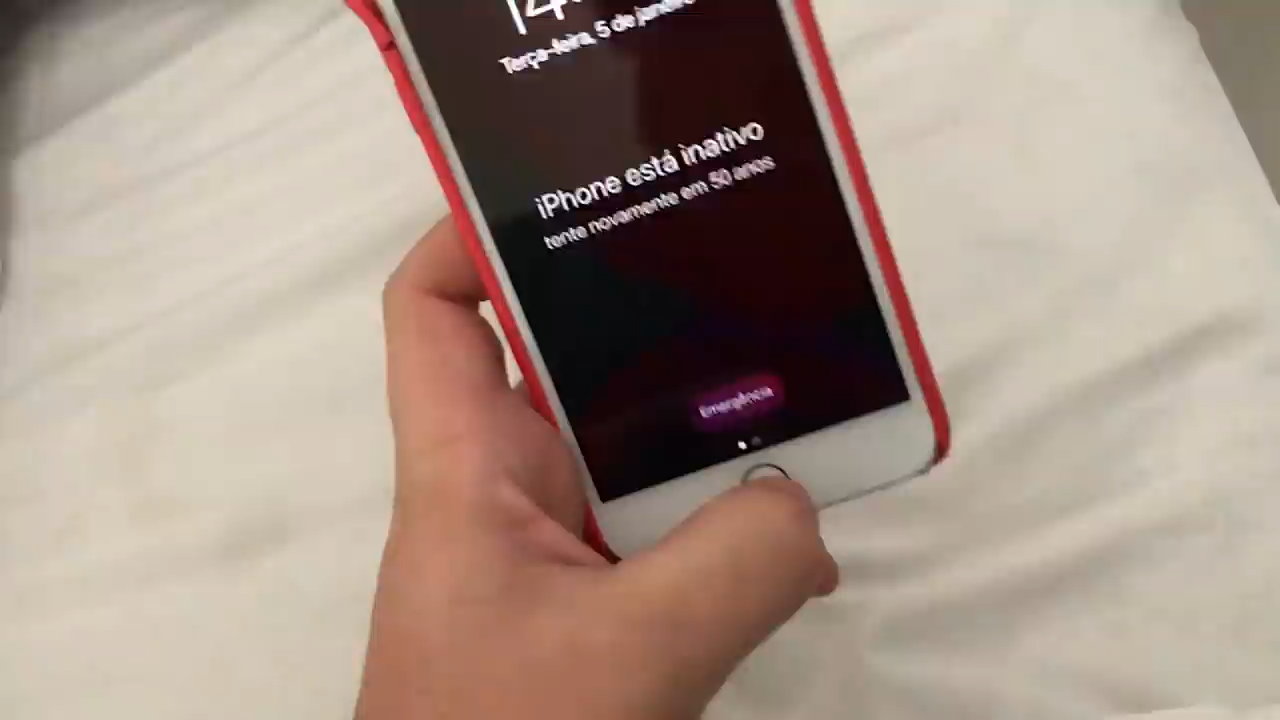 Terça-feira, 5 de janeiro
iPhone está inativo
tente novamente em 50 anos
Emergência